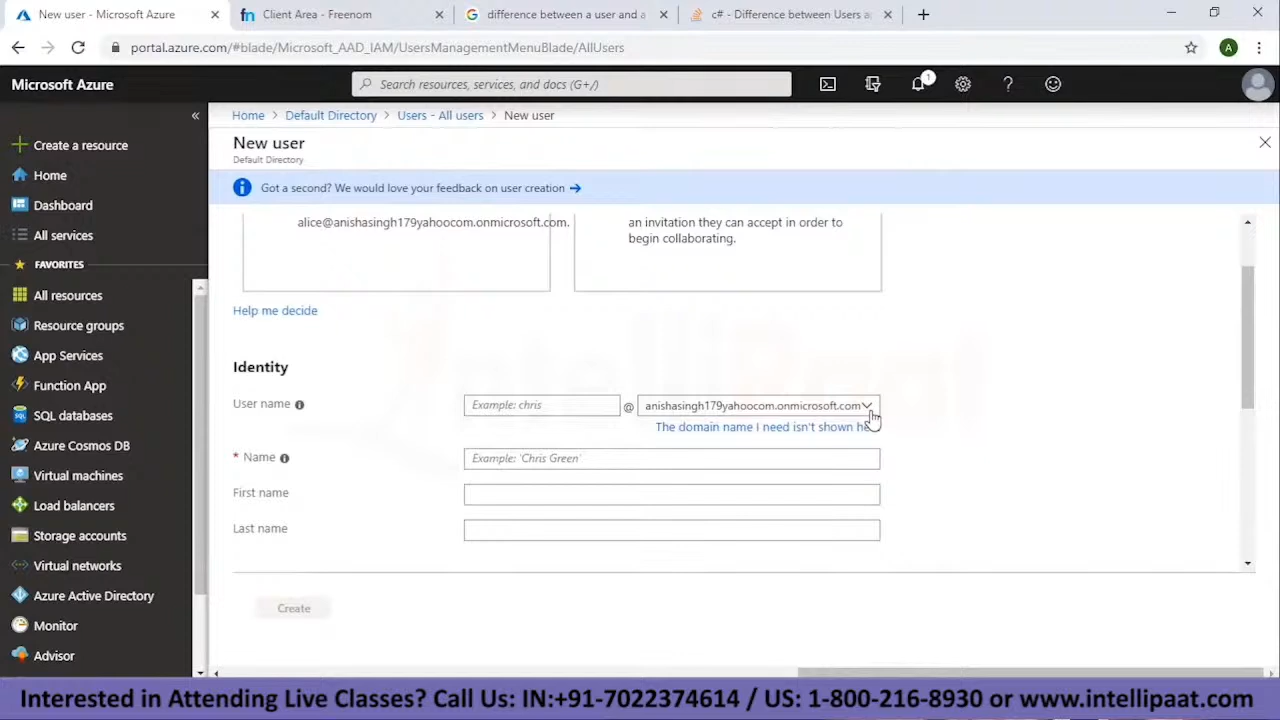 New user - Microsoft Azure
Client Area - Freenom
difference between a user and a
c# - Difference between Users a
portal.azure.com/#blade/Microsoft_AAD_IAM/UsersManagementMenuBlade/AllUsers
A
Microsoft Azure
Search resources, services, and docs (G+/)
1
Home > Default Directory > Users - All users > New user
New user
Default Directory
Got a second? We would love your feedback on user creation →
Create a resource
Home
Dashboard
All services
FAVORITES
All resources
Resource groups
App Services
Function App
SQL databases
Azure Cosmos DB
Virtual machines
Load balancers
Storage accounts
Virtual networks
Azure Active Directory
Monitor
Advisor
alice@anishasingh179yahoocom.onmicrosoft.com.
an invitation they can accept in order to
begin collaborating.
Help me decide
Identity
User name
Example: chris
@
anishasingh179yahoocom.onmicrosoft.com
The domain name I need isn't shown he
* Name
Example: 'Chris Green'
First name
Last name
Create
intellipaat
Interested in Attending Live Classes? Call Us: IN:+91-7022374614 / US: 1-800-216-8930 or www.intellipaat.com